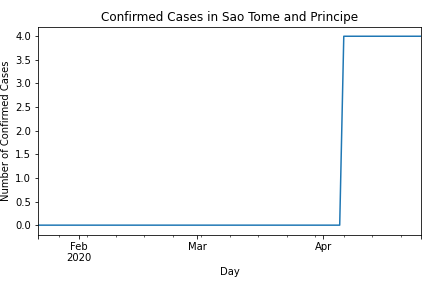 Confirmed Cases in Sao Tome and Principe
Number of Confirmed Cases
4.0
3.5
3.0
2.5
2.0
1.5
1.0
0.5
0.0
Feb Mar Apr
2020
Day